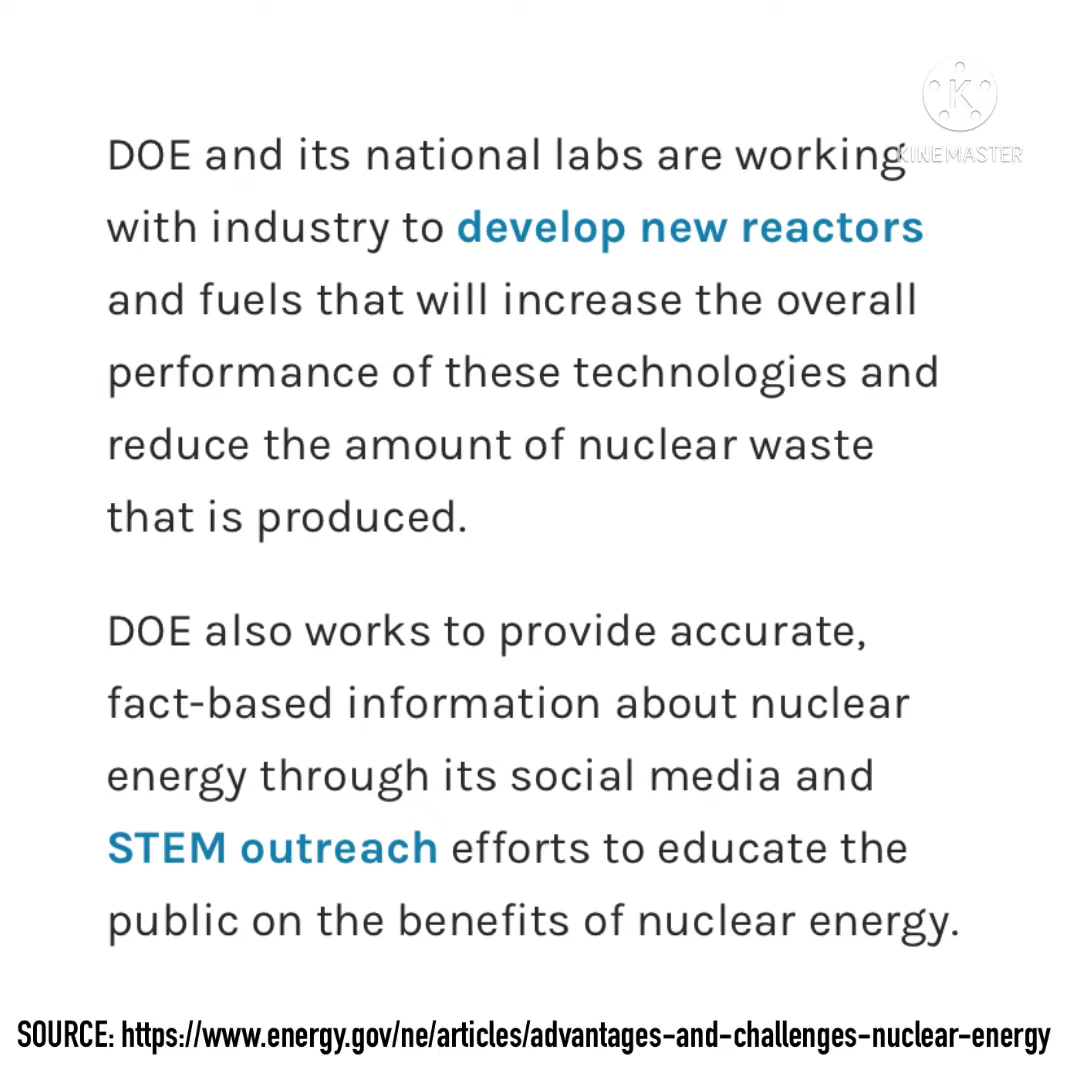 K
KINEMASTER
DOE and its national labs are working
with industry to develop new reactors
and fuels that will increase the overall
performance of these technologies and
reduce the amount of nuclear waste
that is produced.
DOE also works to provide accurate,
fact-based information about nuclear
energy through its social media and
STEM outreach efforts to educate the
public on the benefits of nuclear energy.
SOURCE: https://www.energy.gov/ne/articles/advantages-and-challenges-nuclear-energy